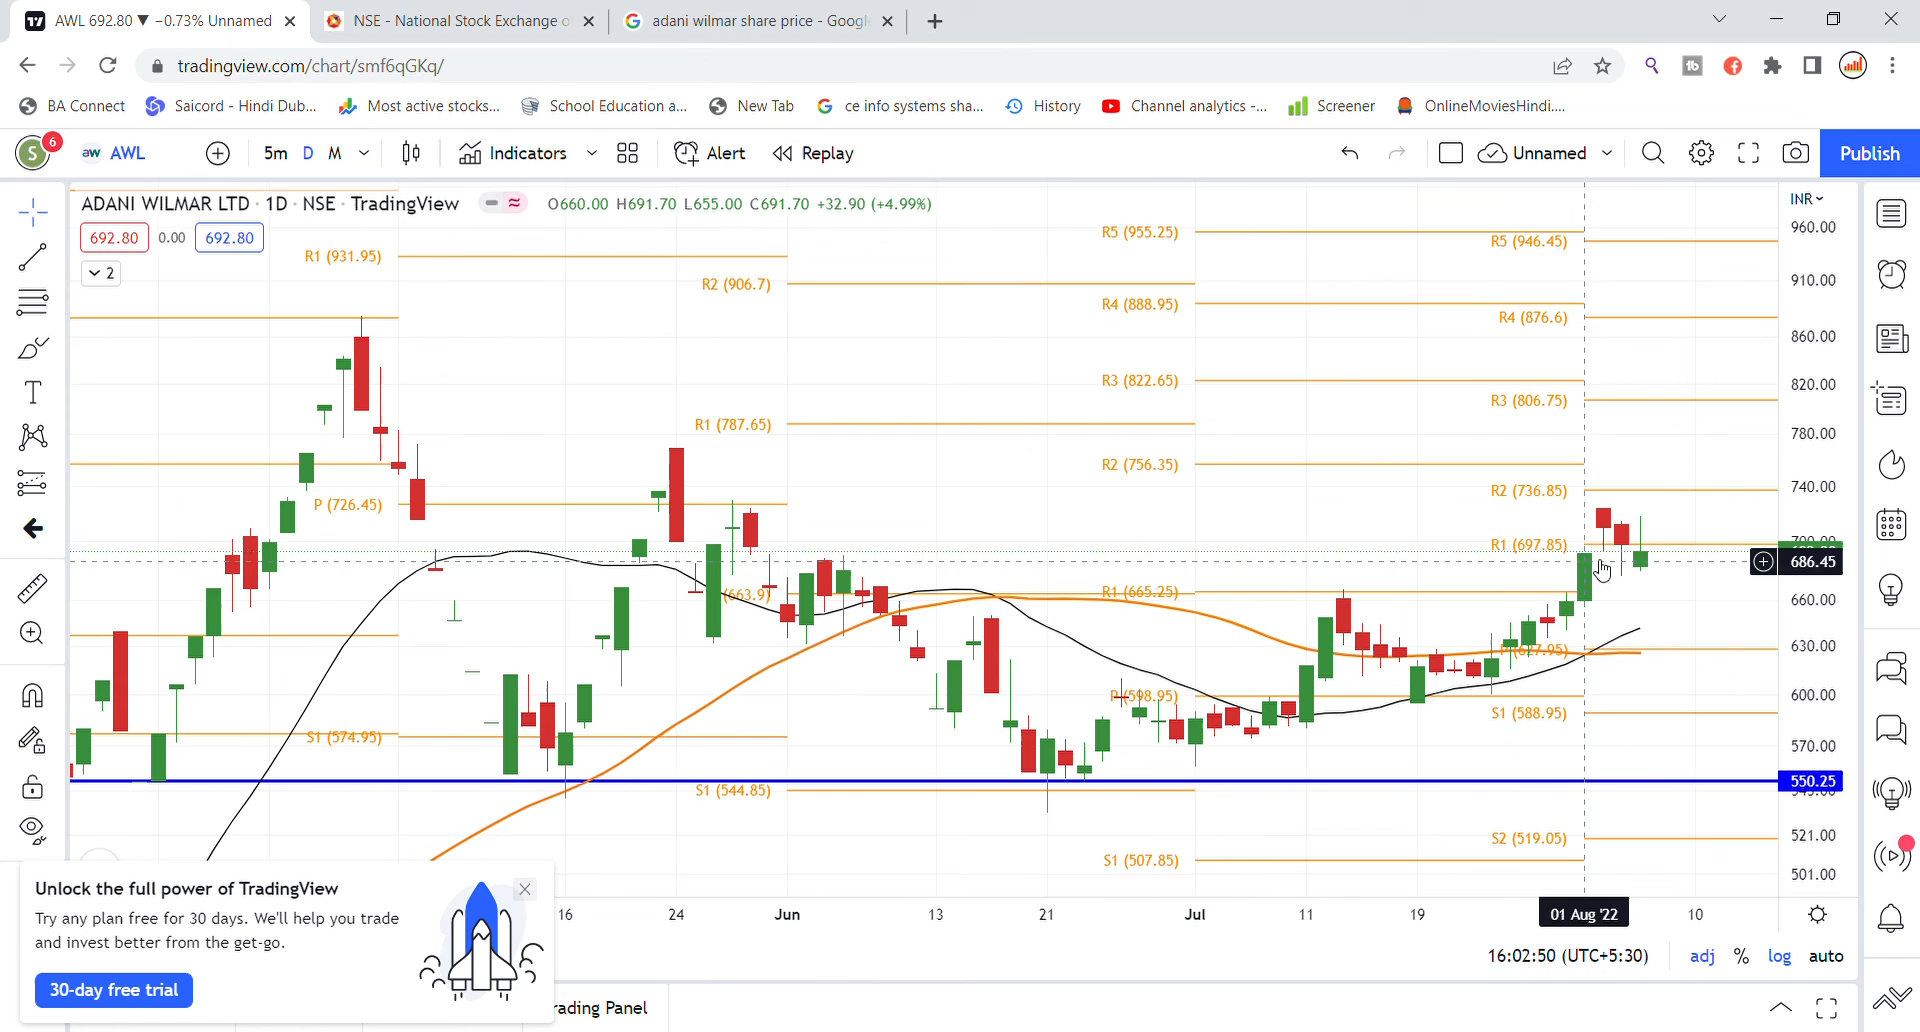 AWL 692.80 ▼ −0.73% Unnamed
NSE - National Stock Exchange o
adani wilmar share price - Googl
tradingview.com/chart/smf6qGKq/
BA Connect
Saicord - Hindi Dub...
Most active stocks...
School Education a...
New Tab
ce info systems sha...
History
Channel analytics -...
Screener
OnlineMoviesHindi....
S
6
aw AWL
5m D M
Indicators
Alert
Replay
Unnamed
Publish
ADANI WILMAR LTD · 1D · NSE · TradingView
O660.00 H691.70 L655.00 C691.70 +32.90 (+4.99%)
INR
692.80 0.00 692.80
2
R1 (931.95)
P (726.45)
S1 (574.95)
R2 (906.7)
R1 (787.65)
(663.9)
S1 (544.85)
R5 (955.25)
R4 (888.95)
R3 (822.65)
R2 (756.35)
R1 (665.25)
P (598.95)
S1 (507.85)
R5 (946.45)
R4 (876.6)
R3 (806.75)
R2 (736.85)
R1 (697.85)
(627.95)
S1 (588.95)
S2 (519.05)
960.00
910.00
860.00
820.00
780.00
740.00
700.00
686.45
660.00
630.00
600.00
570.00
550.25
521.00
501.00
16
24
Jun
13
21
Jul
11
19
01 Aug '22
10
16:02:50 (UTC+5:30)
adj % log auto
Unlock the full power of TradingView
Try any plan free for 30 days. We'll help you trade
and invest better from the get-go.
30-day free trial
rading Panel